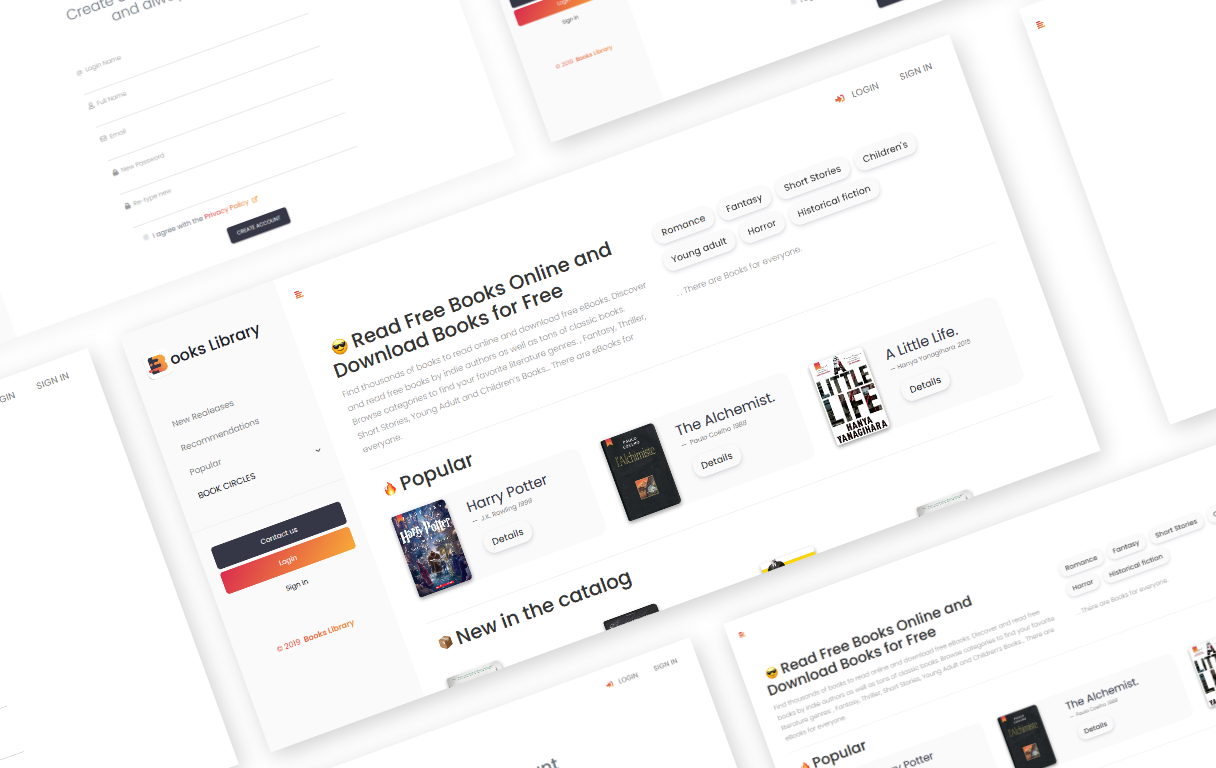 Create
and alwa
@ Login Name
Full Name
Email
New Password
Re-type new
I agree with the Privacy Policy
CREATE ACCOUNT
Login
Sign in
© 2019 Books Library
LOGIN
SIGN IN
Romance
Fantasy
Short Stories
Children's
Young adult
Horror
Historical fiction
. . There are Books for everyone.
ooks Library
New Realeases
Recommendations
Popular
BOOK CIRCLES
Contact us
Login
Sign in
© 2019 Books Library
😎 Read Free Books Online and
Download Books for Free
Find thousands of books to read online and download free eBooks. Discover
and read free books by indie authors as well as tons of classic books.
Browse categories to find your favorite literature genres: . Fantasy, Thriller,
Short Stories, Young Adult and Children's Books... There are eBooks for
everyone.
🔥 Popular
Harry Potter
Harry Potter
-- J.K. Rowling 1999
Details
PAULO
COELHO
l'Alchimiste
The Alchemist.
-- Paulo Coelho 1988
Details
A
LITTLE
LIFE
HANYA
YANAGIHARA
A Little Life.
-- Hanya Yanagihara 2015
Details
📦 New in the catalog
GIN
SIGN IN
LOGIN
SIGN IN
nt
😎 Read Free Books Online and
Download Books for Free
Find thousands of books to read online and download free eBooks. Discover and read free
books by indie authors as well as tons of classic books. Browse categories to find your favorite
literature genres: . Fantasy, Thriller, Short Stories, Young Adult and Children's Books... There are
eBooks for everyone.
Romance
Fantasy
Short Stories
Horror
Historical fiction
. . There are Books for everyone.
🔥 Popular
y Potter
l'Alchimiste
The Alchemist.
-- Paulo Coelho 1988
Details